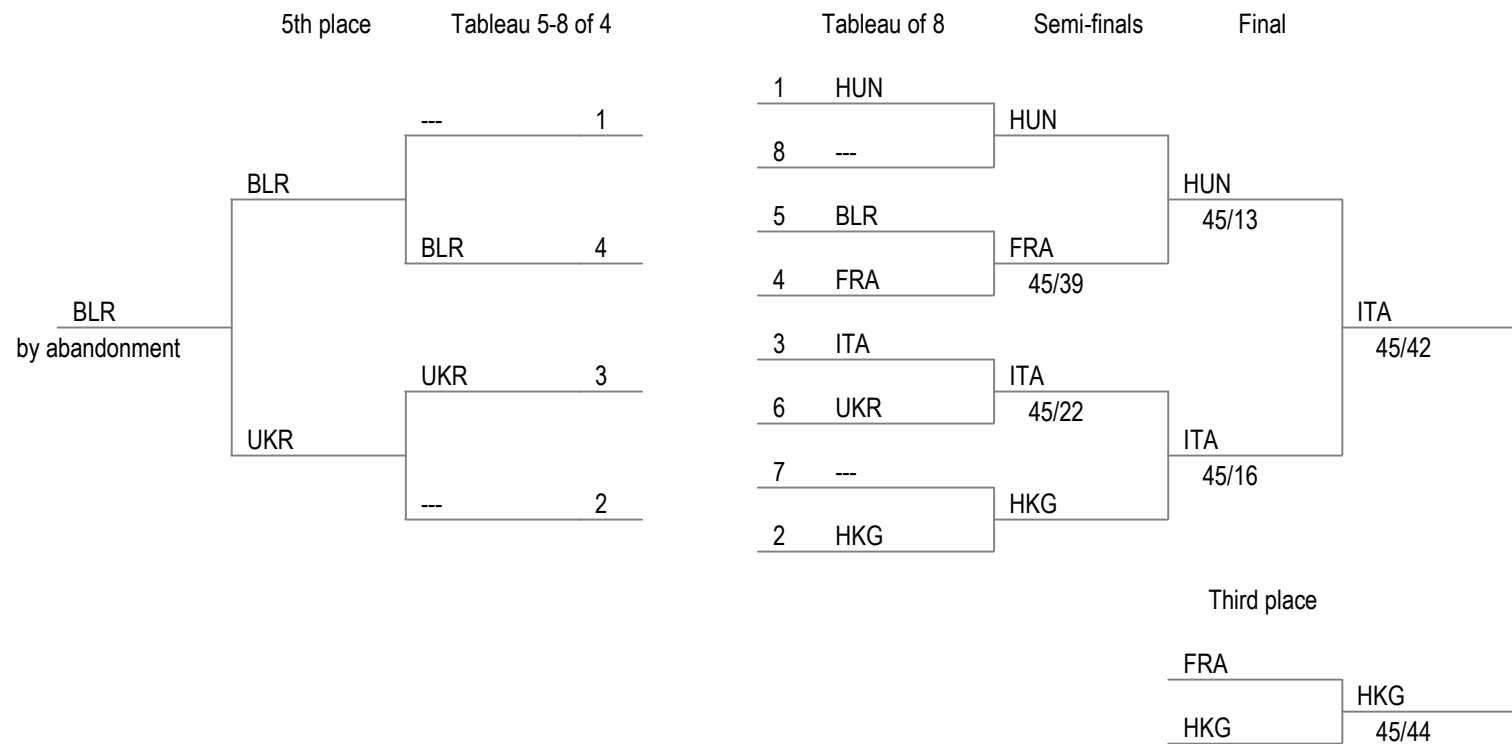 5th place Tableau 5-8 of 4 Tableau of 8 Semi-finals Final
1 HUN
--- 1 HUN
8 ---
BLR HUN
5 BLR 45/13
BLR 4 FRA
4 FRA 45/39
BLR ITA
by abandonment 3 ITA 45/42
UKR 3 ITA
6 UKR 45/22
UKR ITA
7 --- 45/16
--- 2 HKG
2 HKG
Third place
FRA
HKG
HKG 45/44